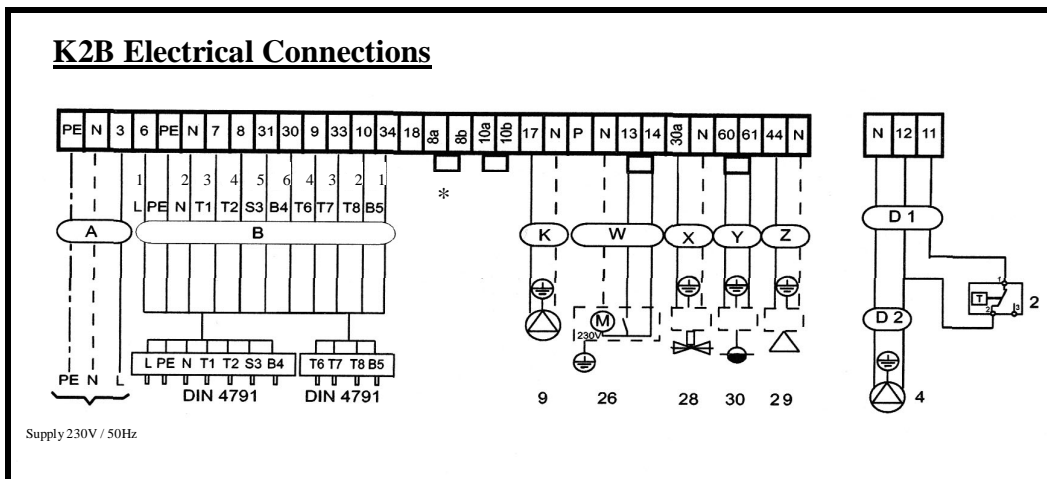 K2B Electrical Connections
PE N 3 6 PE N 7 8 31 30 9 33 10 34 18 8a 8b 10a 10b 17 N P N 13 14 30a N 60 61 44 N N 12 11
1 2 3 4 5 6 4 3 2 1 *
L PE N T1 T2 S3 B4 T6 T7 T8 B5
A B K W X Y Z D 1
1
T 2 3 2
M D 2
230V
L PE N T1 T2 S3 B4 T6 T7 T8 B5
PE N L DIN 4791 DIN 4791 9 26 28 30 29 4
Supply 230V / 50Hz